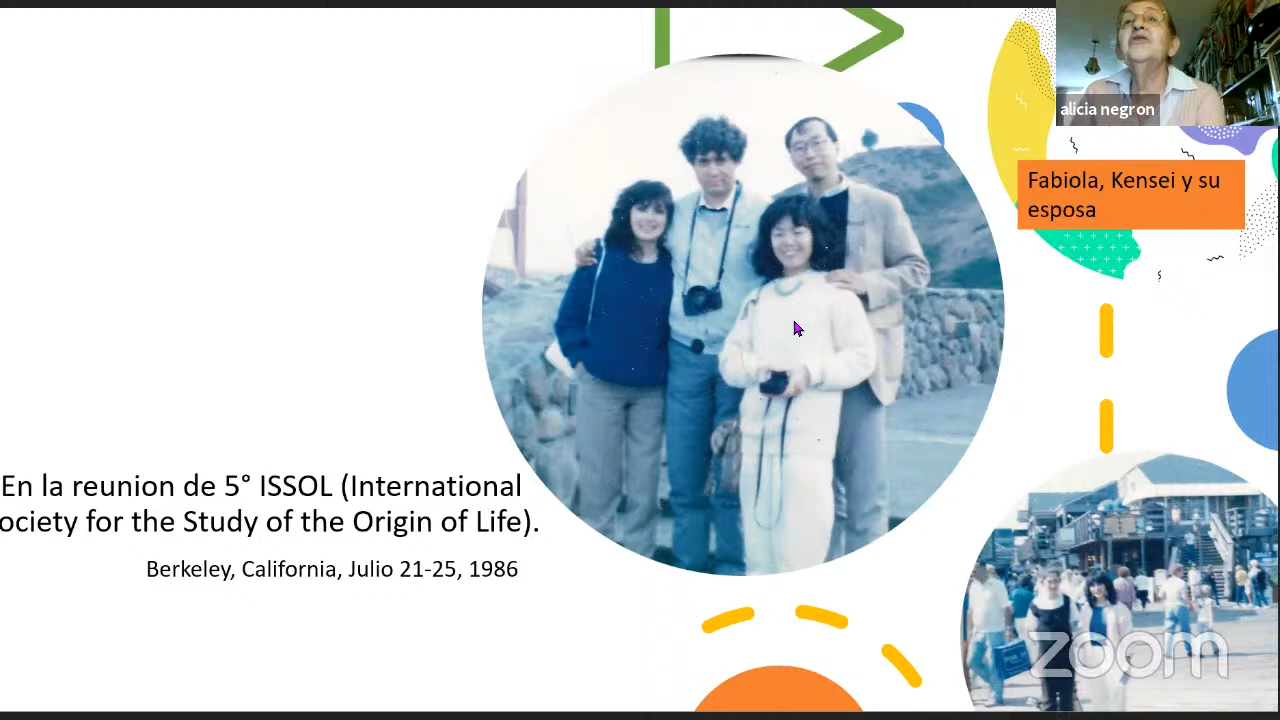 alicia negron
Fabiola, Kensei y su
esposa
En la reunion de 5° ISSOL (International
ociety for the Study of the Origin of Life).
Berkeley, California, Julio 21-25, 1986
zoom